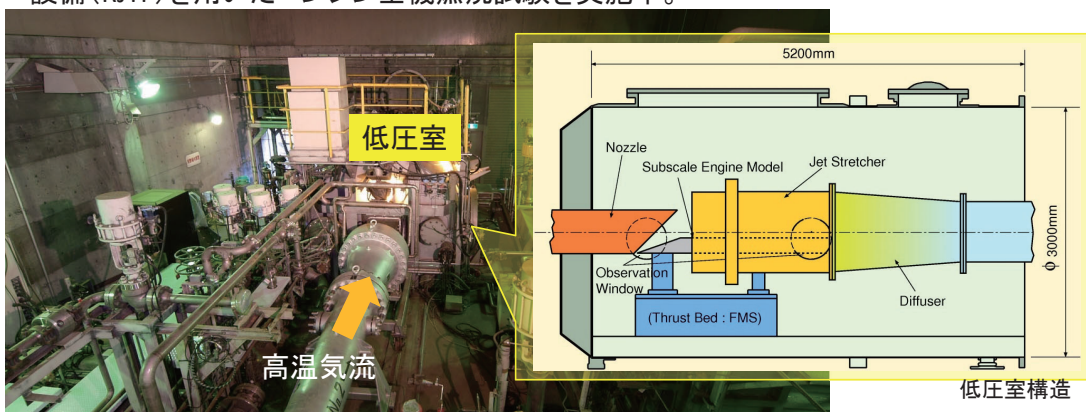 設備(RJTF)を用いたエンジン単機燃焼試験を実施中。
低圧室
高温気流
5200mm
Nozzle
Subscale Engine Model
Jet Stretcher
Observation
Window
(Thrust Bed : FMS)
Diffuser
ϕ 3000mm
低圧室構造